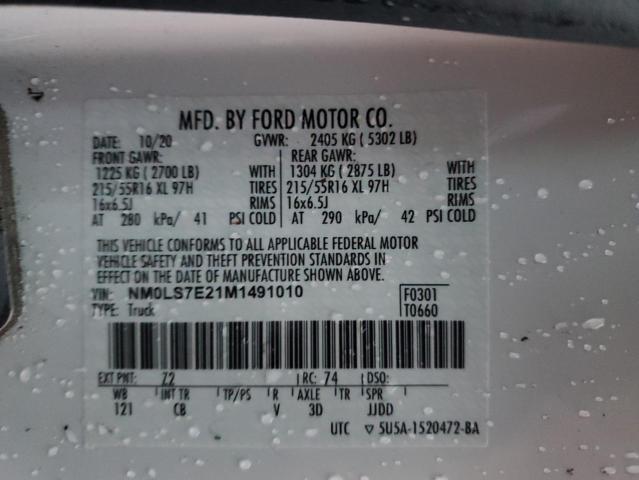 MFD. BY FORD MOTOR CO.
DATE: 10/20 GVWR: 2405 KG ( 5302 LB)
FRONT GAWR: REAR GAWR:
1225 KG ( 2700 LB) WITH 1304 KG ( 2875 LB) WITH
215/55R16 XL 97H TIRES 215/55R16 XL 97H TIRES
16x6.5J RIMS 16x6.5J RIMS
AT 280 kPa/ 41 PSI COLD AT 290 kPa/ 42 PSI COLD
THIS VEHICLE CONFORMS TO ALL APPLICABLE FEDERAL MOTOR
VEHICLE SAFETY AND THEFT PREVENTION STANDARDS IN
EFFECT ON THE DATE OF MANUFACTURE SHOWN ABOVE.
VIN: NM0LS7E21M1491010 F0301
TYPE: Truck T0660
EXT PNT: Z2 RC: 74 DSO:
WB INT TR TP/PS R AXLE TR SPR
121 CB V 3D JJDD
UTC ▽ 5U5A-1520472-BA